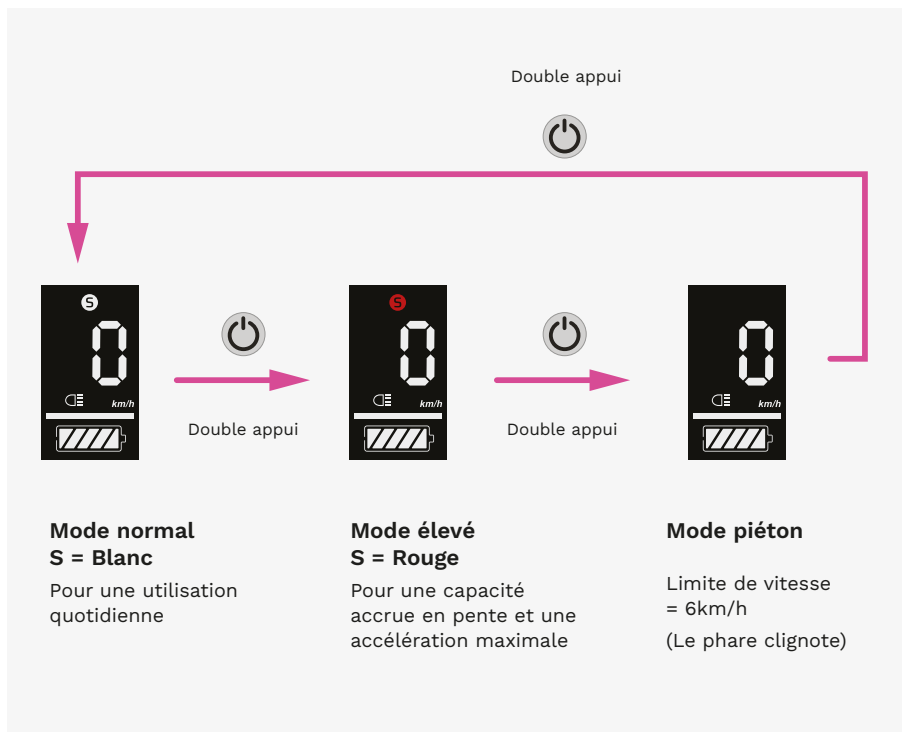 Double appui
S
0
km/h
Double appui
S
0
km/h
Double appui
0
km/h
Mode normal
S = Blanc
Pour une utilisation
quotidienne
Mode élevé
S = Rouge
Pour une capacité
accrue en pente et une
accélération maximale
Mode piéton
Limite de vitesse
= 6km/h
(Le phare clignote)